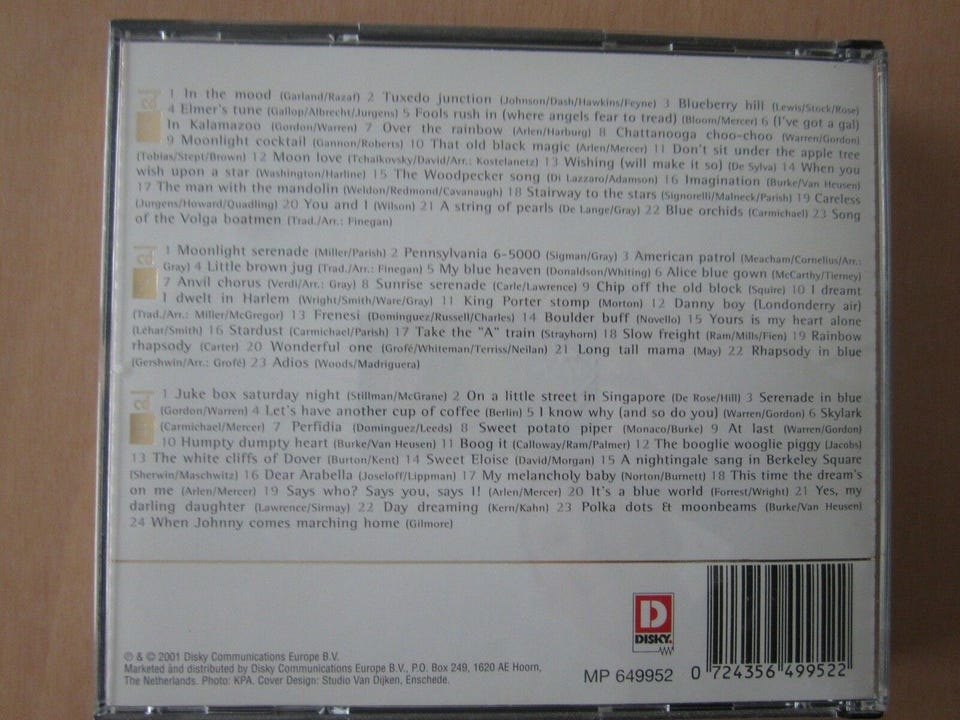 cd
1 In the mood (Garland/Razaf) 2 Tuxedo junction (Johnson/Dash/Hawkins/Feyne) 3 Blueberry hill (Lewis/Stock/Rose)
4 Elmer's tune (Gallop/Albrecht/Jurgens) 5 Fools rush in (where angels fear to tread) (Bloom/Mercer) 6 (I've got a gal)
In Kalamazoo (Gordon/Warren) 7 Over the rainbow (Arlen/Harburg) 8 Chattanooga choo-choo (Warren/Gordon)
9 Moonlight cocktail (Gannon/Roberts) 10 That old black magic (Arlen/Mercer) 11 Don't sit under the apple tree
(Tobias/Stept/Brown) 12 Moon love (Tchaikovsky/David/Arr.: Kostelanetz) 13 Wishing (will make it so) (De Sylva) 14 When you
wish upon a star (Washington/Harline) 15 The Woodpecker song (Di Lazzaro/Adamson) 16 Imagination (Burke/Van Heusen)
17 The man with the mandolin (Weldon/Redmond/Cavanaugh) 18 Stairway to the stars (Signorelli/Malneck/Parish) 19 Careless
(Jurgens/Howard/Quadling) 20 You and I (Wilson) 21 A string of pearls (De Lange/Gray) 22 Blue orchids (Carmichael) 23 Song
of the Volga boatmen (Trad./Arr.: Finegan)
cd
1 Moonlight serenade (Miller/Parish) 2 Pennsylvania 6-5000 (Sigman/Gray) 3 American patrol (Meacham/Cornelius/Arr.:
Gray) 4 Little brown jug (Trad./Arr.: Finegan) 5 My blue heaven (Donaldson/Whiting) 6 Alice blue gown (McCarthy/Tierney)
7 Anvil chorus (Verdi/Arr.: Gray) 8 Sunrise serenade (Carle/Lawrence) 9 Chip off the old block (Squire) 10 I dreamt
I dwelt in Harlem (Wright/Smith/Ware/Gray) 11 King Porter stomp (Morton) 12 Danny boy (Londonderry air)
(Trad./Arr.: Miller/McGregor) 13 Frenesi (Dominguez/Russell/Charles) 14 Boulder buff (Novello) 15 Yours is my heart alone
(Léhar/Smith) 16 Stardust (Carmichael/Parish) 17 Take the "A" train (Strayhorn) 18 Slow freight (Ram/Mills/Fien) 19 Rainbow
rhapsody (Carter) 20 Wonderful one (Grofé/Whiteman/Terriss/Neilan) 21 Long tall mama (May) 22 Rhapsody in blue
(Gershwin/Arr.: Grofé) 23 Adios (Woods/Madriguera)
cd
1 Juke box saturday night (Stillman/McGrane) 2 On a little street in Singapore (De Rose/Hill) 3 Serenade in blue
(Gordon/Warren) 4 Let's have another cup of coffee (Berlin) 5 I know why (and so do you) (Warren/Gordon) 6 Skylark
(Carmichael/Mercer) 7 Perfidia (Dominguez/Leeds) 8 Sweet potato piper (Monaco/Burke) 9 At last (Warren/Gordon)
10 Humpty dumpty heart (Burke/Van Heusen) 11 Boog it (Calloway/Ram/Palmer) 12 The booglie wooglie piggy (Jacobs)
13 The white cliffs of Dover (Burton/Kent) 14 Sweet Eloise (David/Morgan) 15 A nightingale sang in Berkeley Square
(Sherwin/Maschwitz) 16 Dear Arabella (Joseloff/Lippman) 17 My melancholy baby (Norton/Burnett) 18 This time the dream's
on me (Arlen/Mercer) 19 Says who? Says you, says I! (Arlen/Mercer) 20 It's a blue world (Forrest/Wright) 21 Yes, my
darling daughter (Lawrence/Sirmay) 22 Day dreaming (Kern/Kahn) 23 Polka dots & moonbeams (Burke/Van Heusen)
24 When Johnny comes marching home (Gilmore)
℗ & © 2001 Disky Communications Europe B.V.
Marketed and distributed by Disky Communications Europe B.V., P.O. Box 249, 1620 AE Hoorn,
The Netherlands. Photo: KPA. Cover Design: Studio Van Dijken, Enschede.
D
DISKY.
MP 649952
0 724356 499522